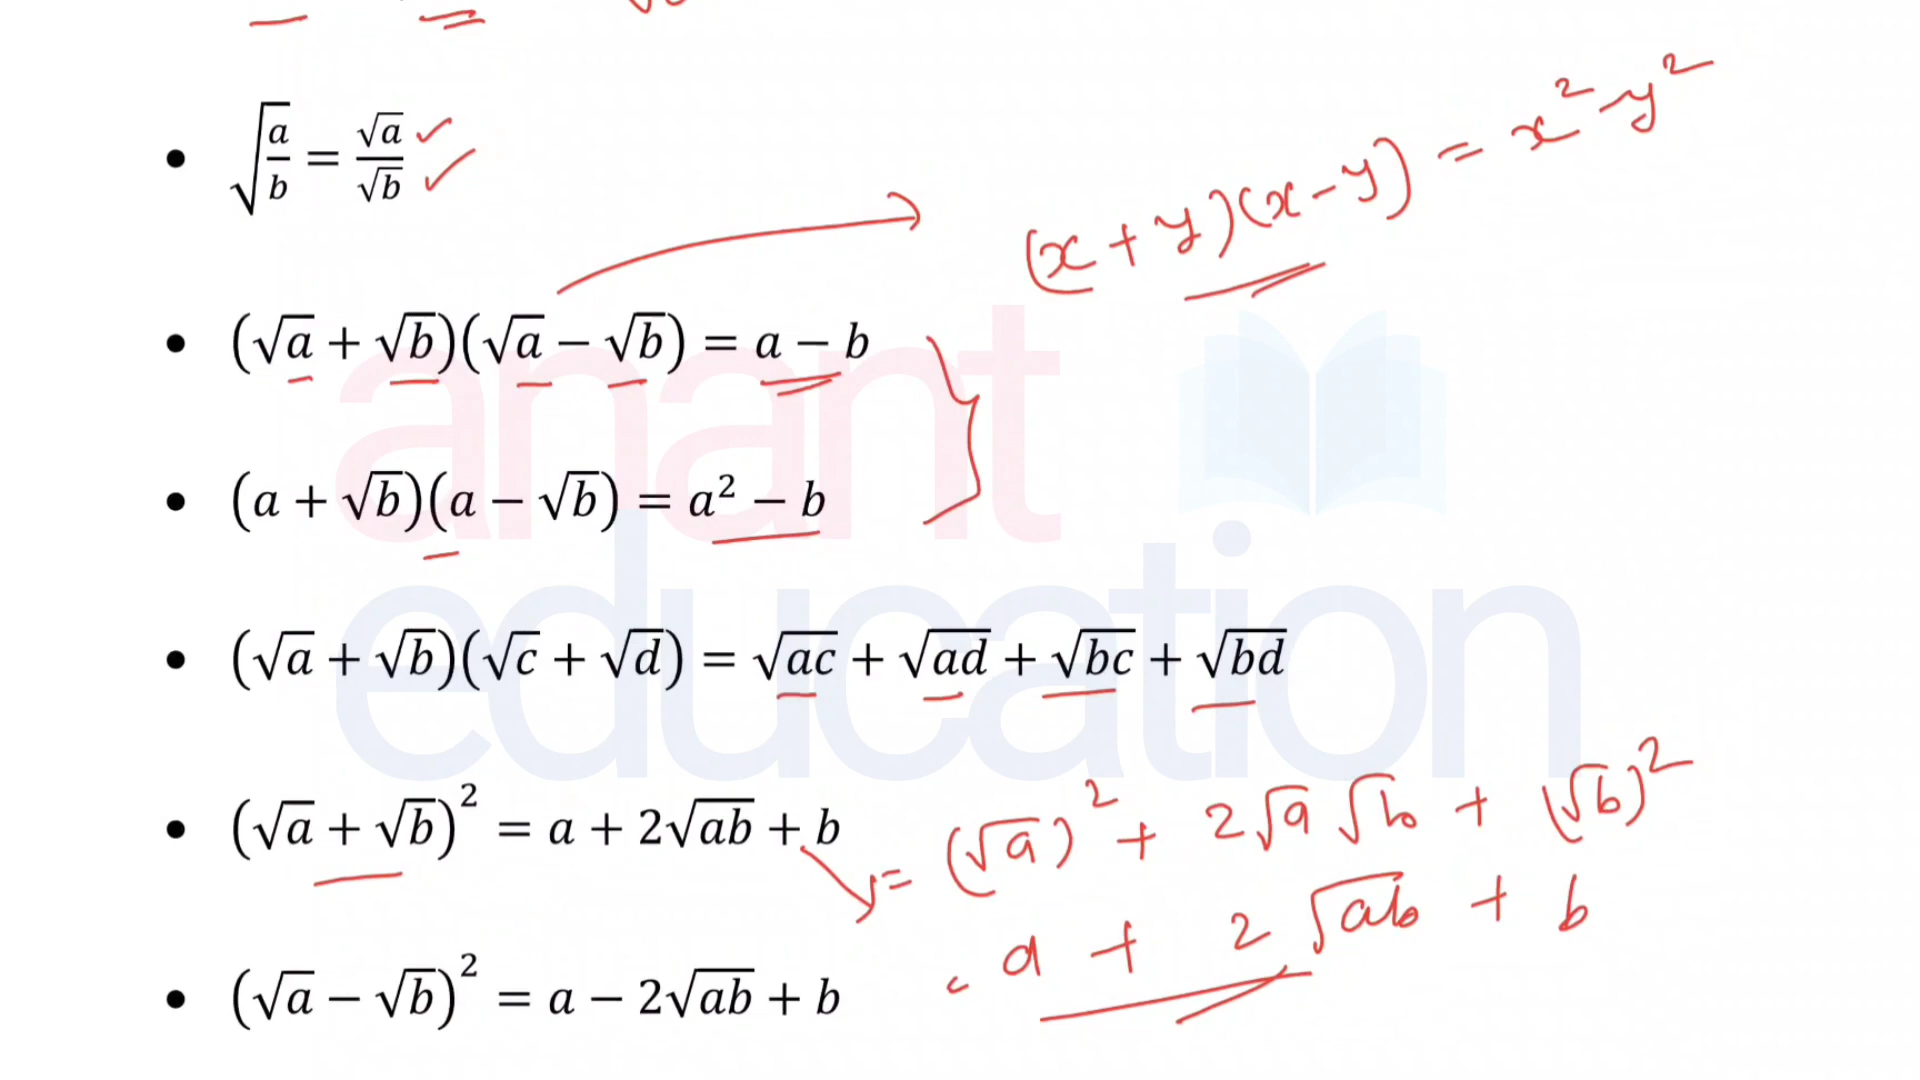 • √(a/b) = √a/√b ✓ ✓
(x + y)(x - y) = x² - y²
• (√a + √b)(√a − √b) = a − b
• (a + √b)(a − √b) = a² − b
• (√a + √b)(√c + √d) = √ac + √ad + √bc + √bd
• (√a + √b)² = a + 2√ab + b
= (√a)² + 2√a √b + (√b)²
a + 2√ab + b
• (√a − √b)² = a − 2√ab + b
anant
education